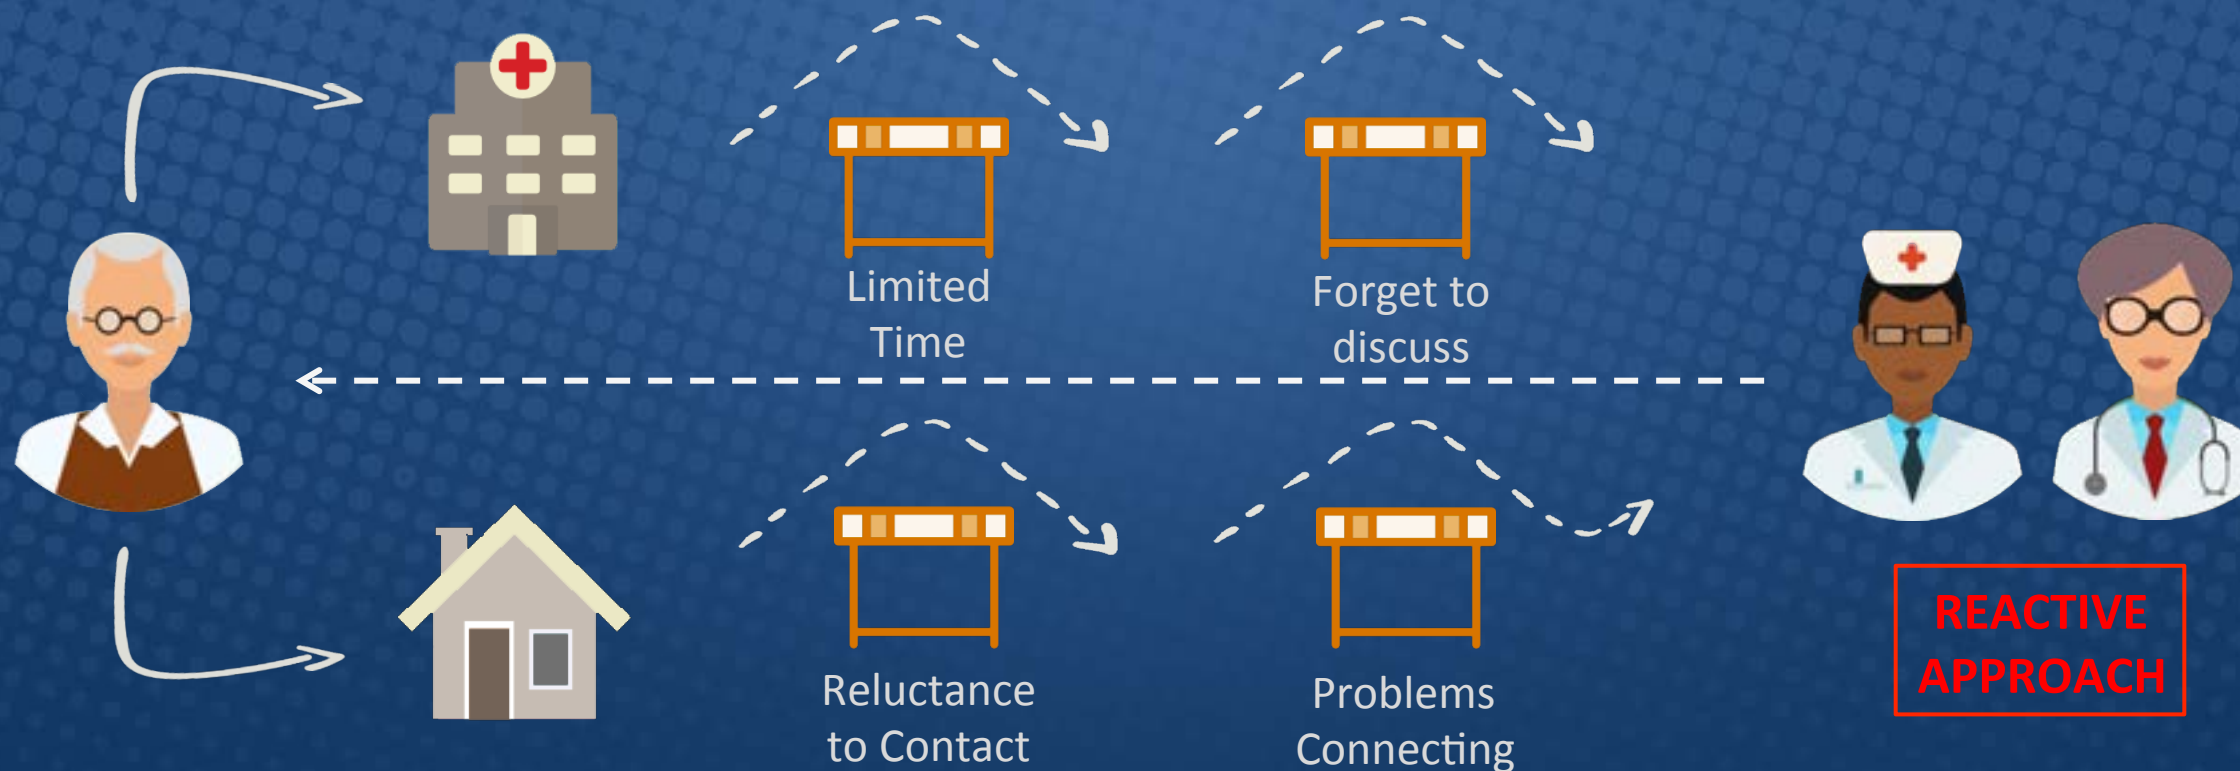 Limited
Time
Forget to
discuss
Reluctance
to Contact
Problems
Connecting
REACTIVE
APPROACH